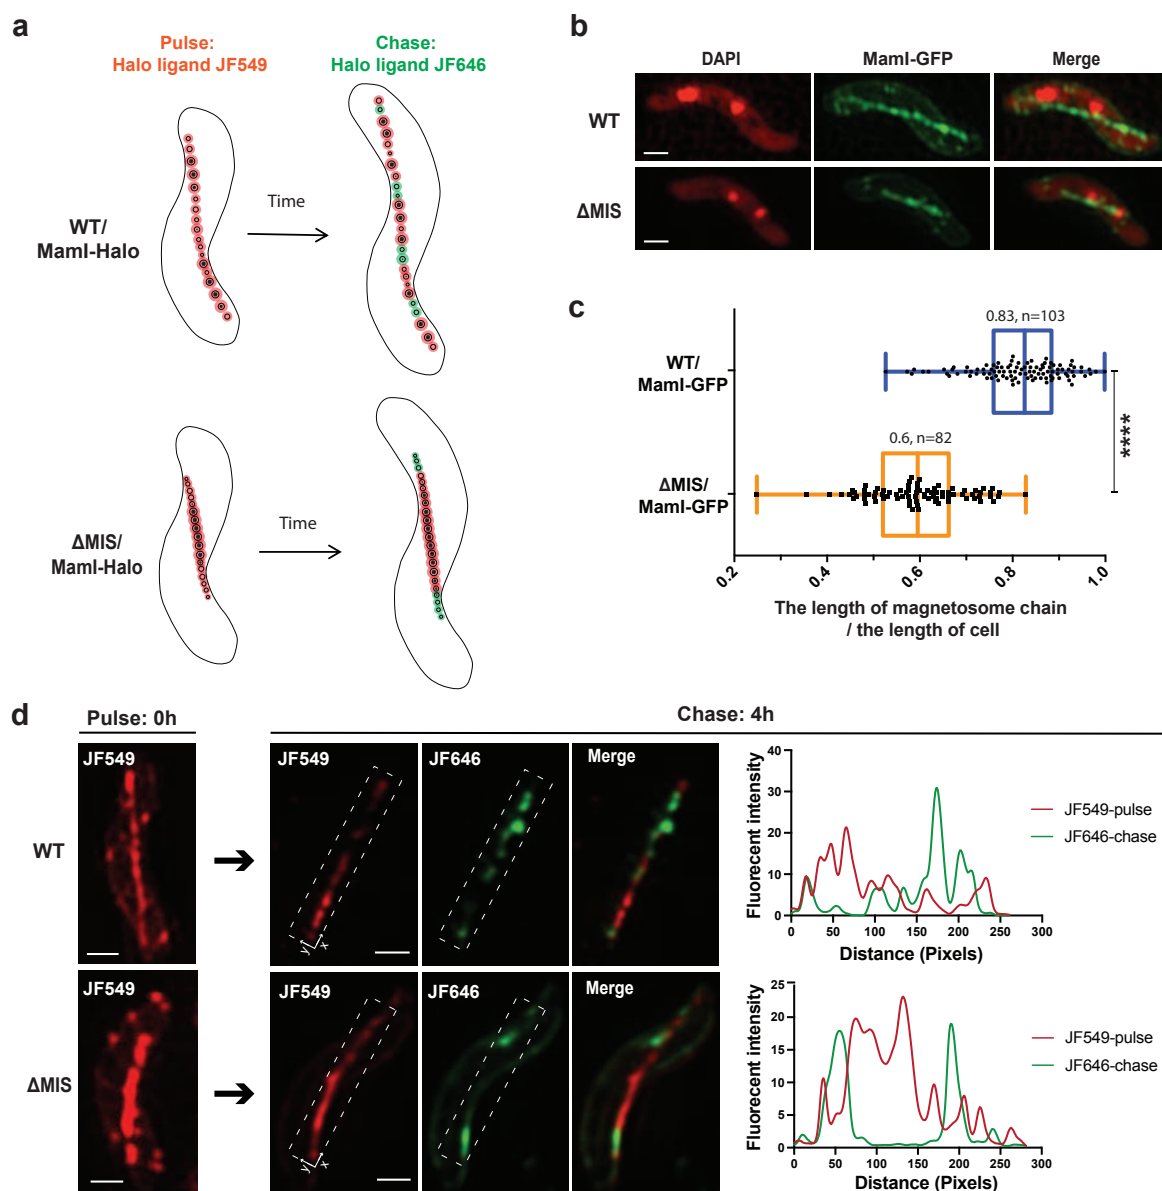 a
Pulse:
Halo ligand JF549
Chase:
Halo ligand JF646
WT/
MamI-Halo
Time
ΔMIS/
MamI-Halo
Time
b
DAPI
MamI-GFP
Merge
WT
ΔMIS
c
0.83, n=103
WT/
MamI-GFP
0.6, n=82
ΔMIS/
MamI-GFP
****
0.2
0.4
0.6
0.8
1.0
The length of magnetosome chain
/ the length of cell
d
Pulse: 0h
Chase: 4h
WT
JF549
JF549
JF646
Merge
y
x
Fluorecent intensity
40
30
20
10
0
0
50
100
150
200
250
300
Distance (Pixels)
JF549-pulse
JF646-chase
ΔMIS
JF549
JF549
JF646
Merge
y
x
Fluorecent intensity
25
20
15
10
5
0
0
50
100
150
200
250
300
Distance (Pixels)
JF549-pulse
JF646-chase